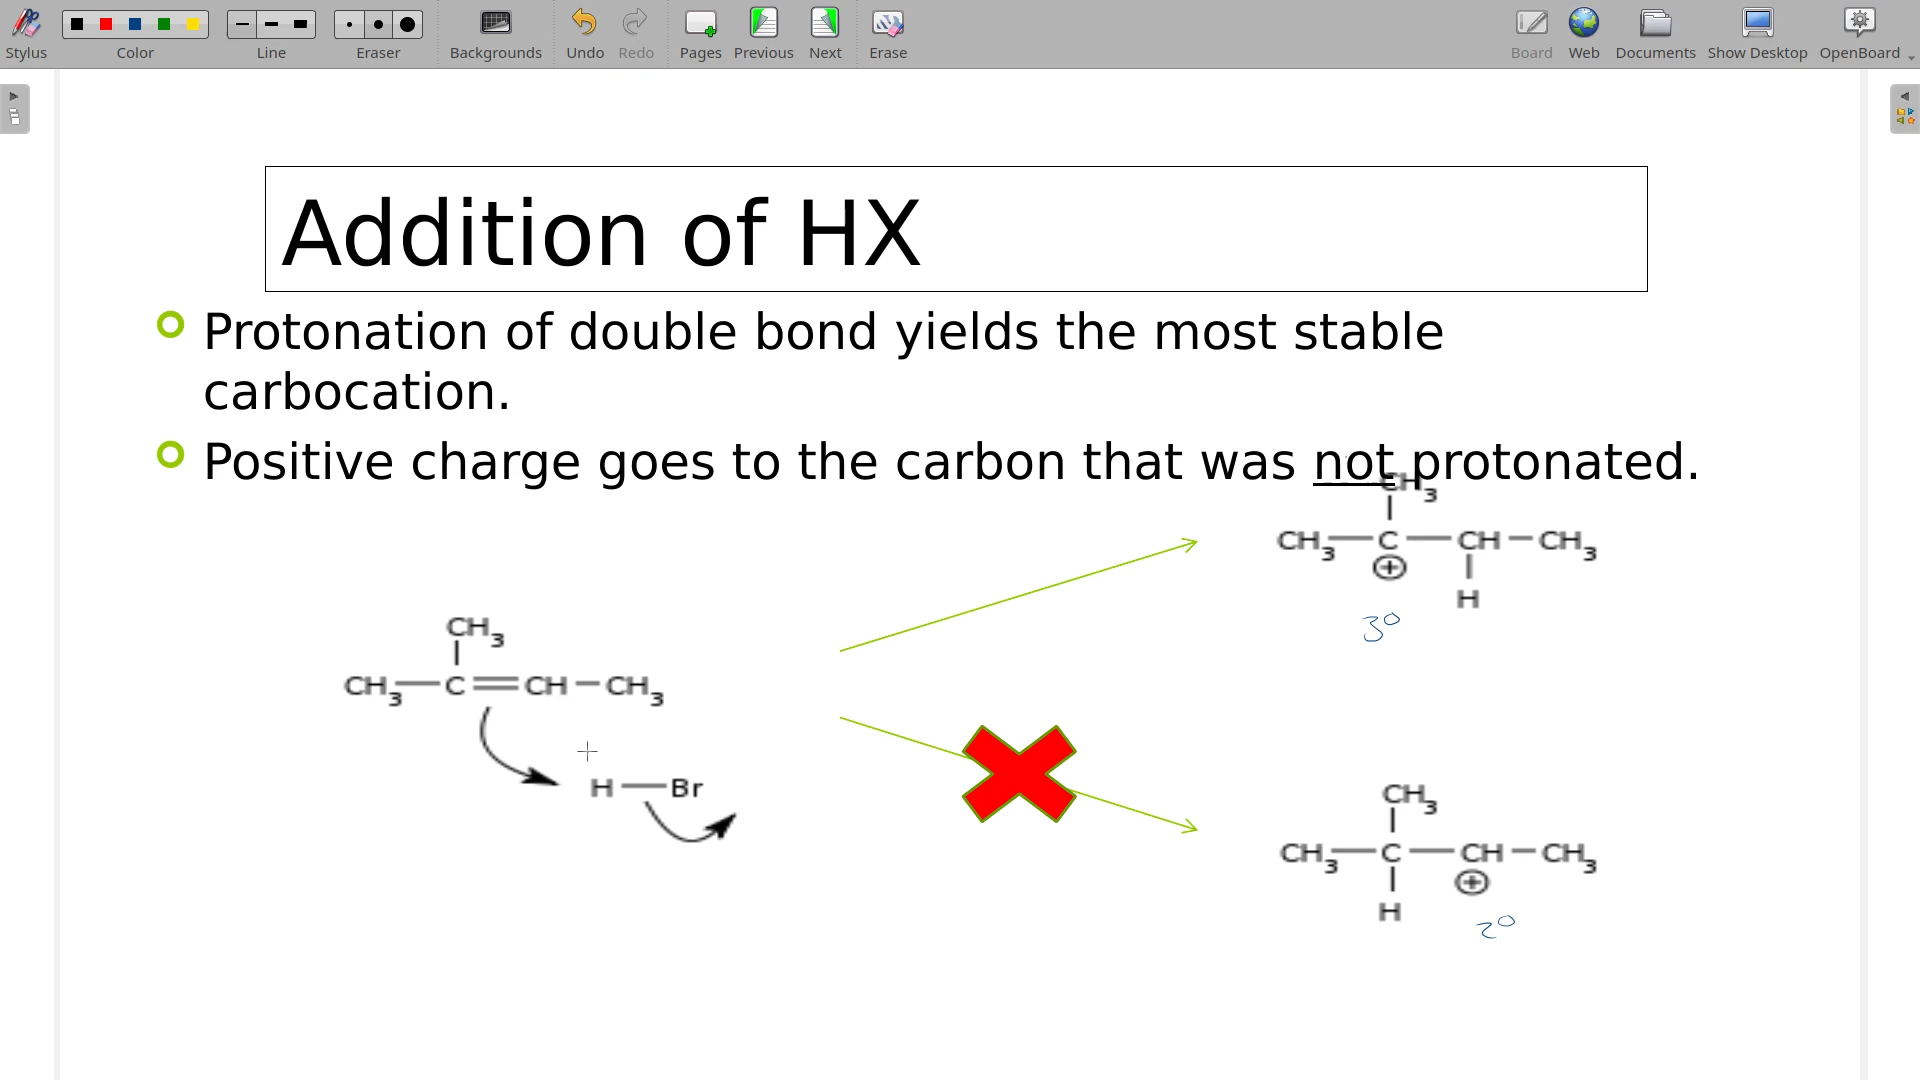 Stylus
Color
Line
Eraser
Backgrounds
Undo
Redo
Pages
Previous
Next
Erase
Board
Web
Documents
Show Desktop
OpenBoard
Addition of HX
Protonation of double bond yields the most stable
carbocation.
Positive charge goes to the carbon that was not protonated.
CH3
CH3 — C — CH — CH3
⊕
H
3°
CH3
CH3 — C = CH — CH3
H — Br
CH3
CH3 — C — CH — CH3
⊕
H
2°